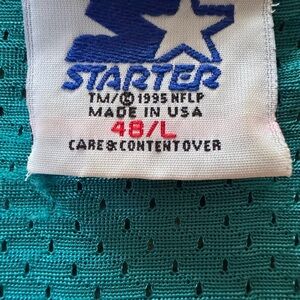 STARTER
TM/® 1995 NFLP
MADE IN USA
48/L
CARE & CONTENT OVER